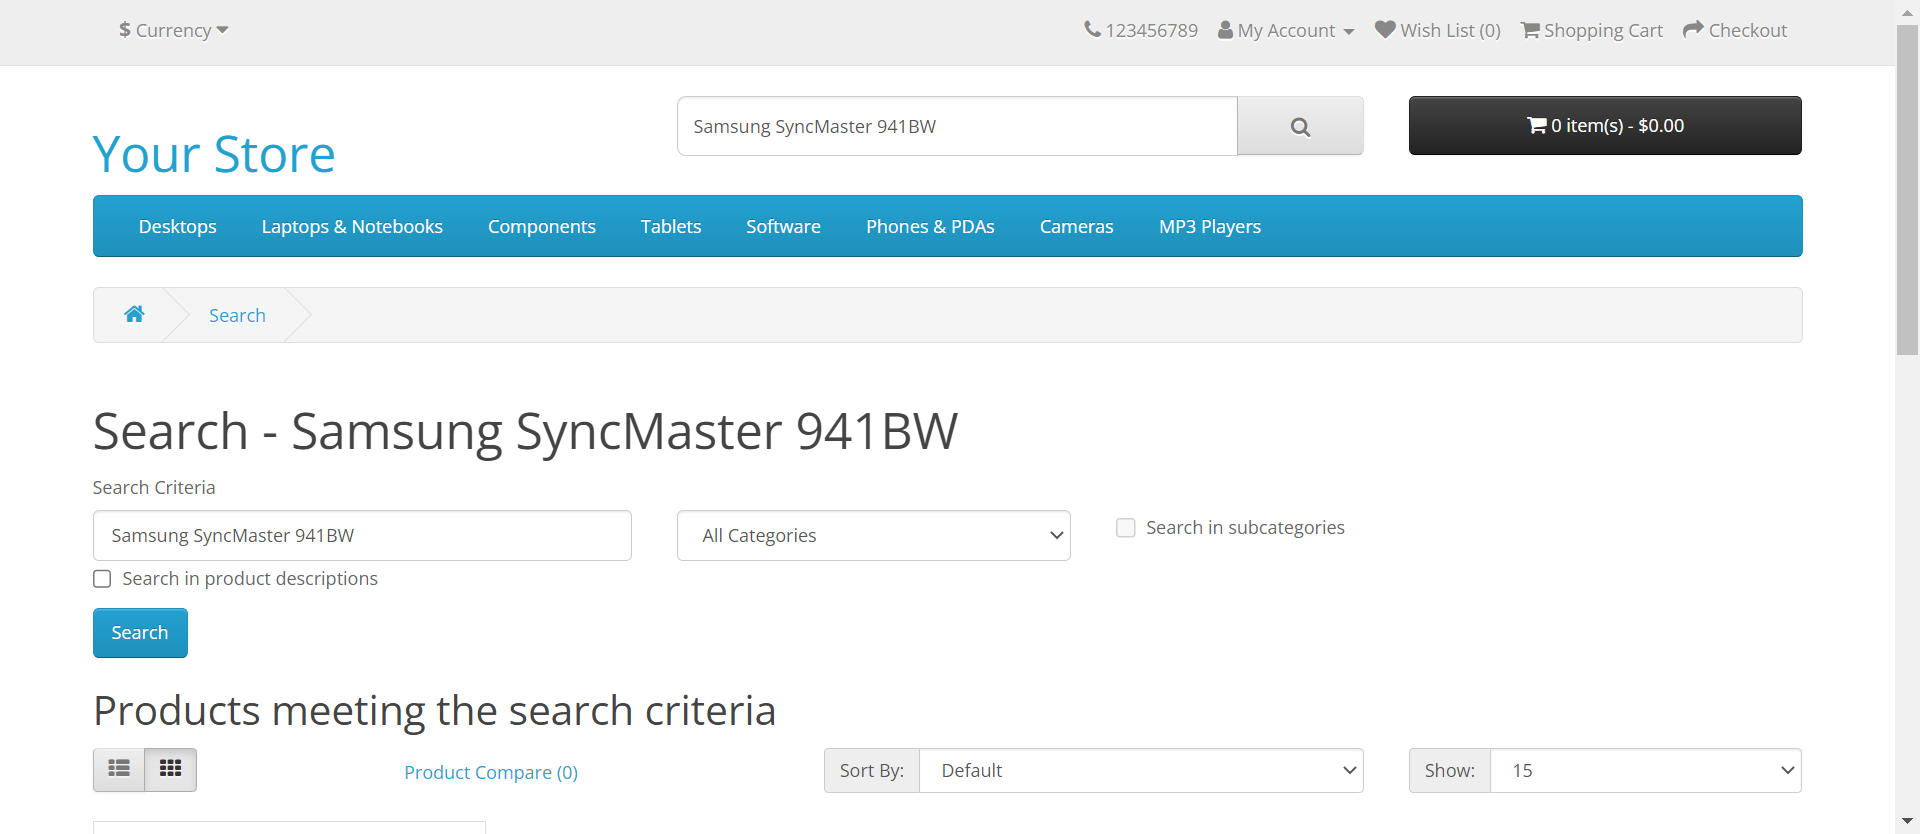 $ Currency
123456789 My Account Wish List (0) Shopping Cart Checkout
Your Store
Samsung SyncMaster 941BW
0 item(s) - $0.00
Desktops Laptops & Notebooks Components Tablets Software Phones & PDAs Cameras MP3 Players
Search
Search - Samsung SyncMaster 941BW
Search Criteria
Samsung SyncMaster 941BW
All Categories
Search in subcategories
Search in product descriptions
Search
Products meeting the search criteria
Product Compare (0)
Sort By: Default
Show: 15